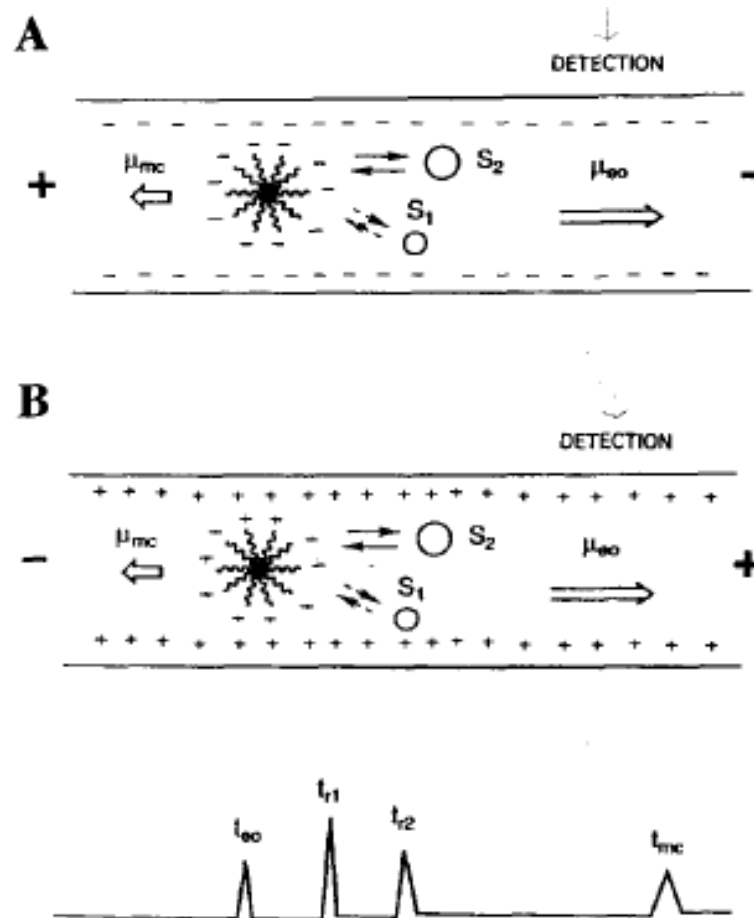 A
DETECTION
− − − − − − − − − − − − − − − −
+ μmc S2 μeo −
S1
− − − − − − − − − − − − − − − −
B
DETECTION
+ + + + + + + + + + + + + + + + +
− μmc S2 μeo +
S1
+ + + + + + + + + + + + + + + + +
teo tr1 tr2 tmc